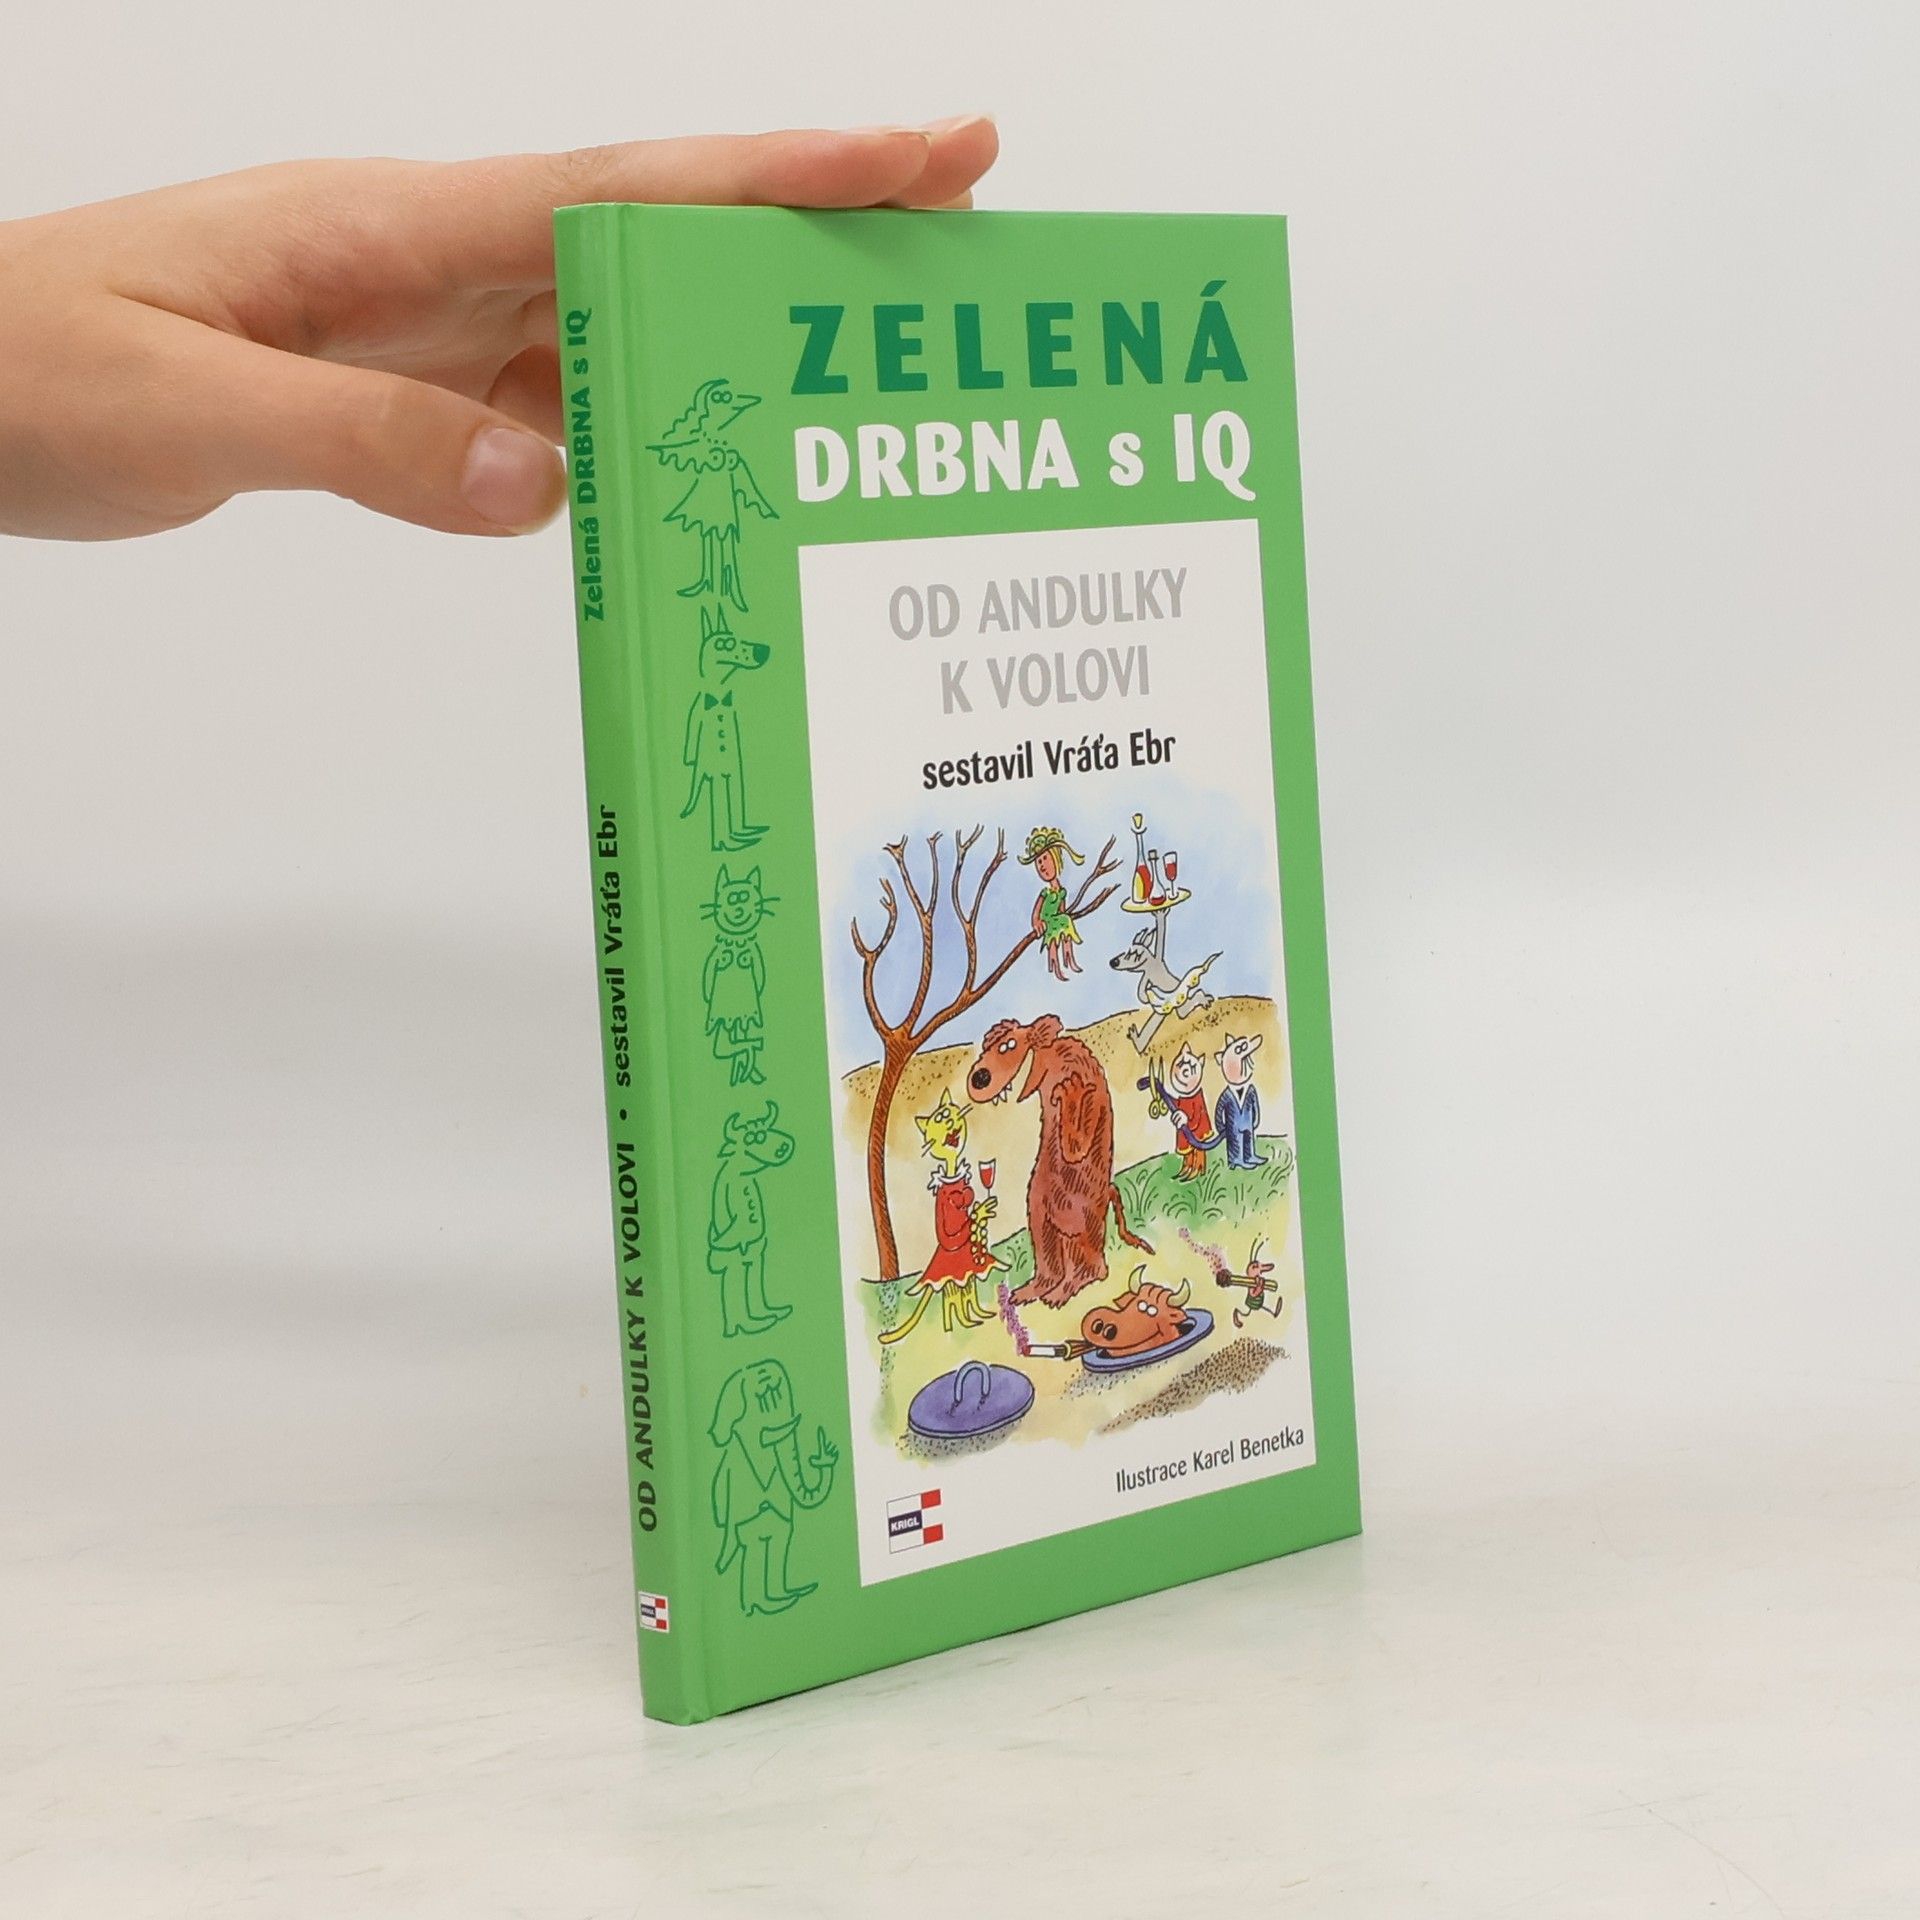 Zelená DRBNA s IQ
OD ANDULKY K VOLOVI • sestavil Vráťa Ebr
KRIGL
ZELENÁ
DRBNA s IQ
OD ANDULKY
K VOLOVI
sestavil Vráťa Ebr
Ilustrace Karel Benetka
KRIGL